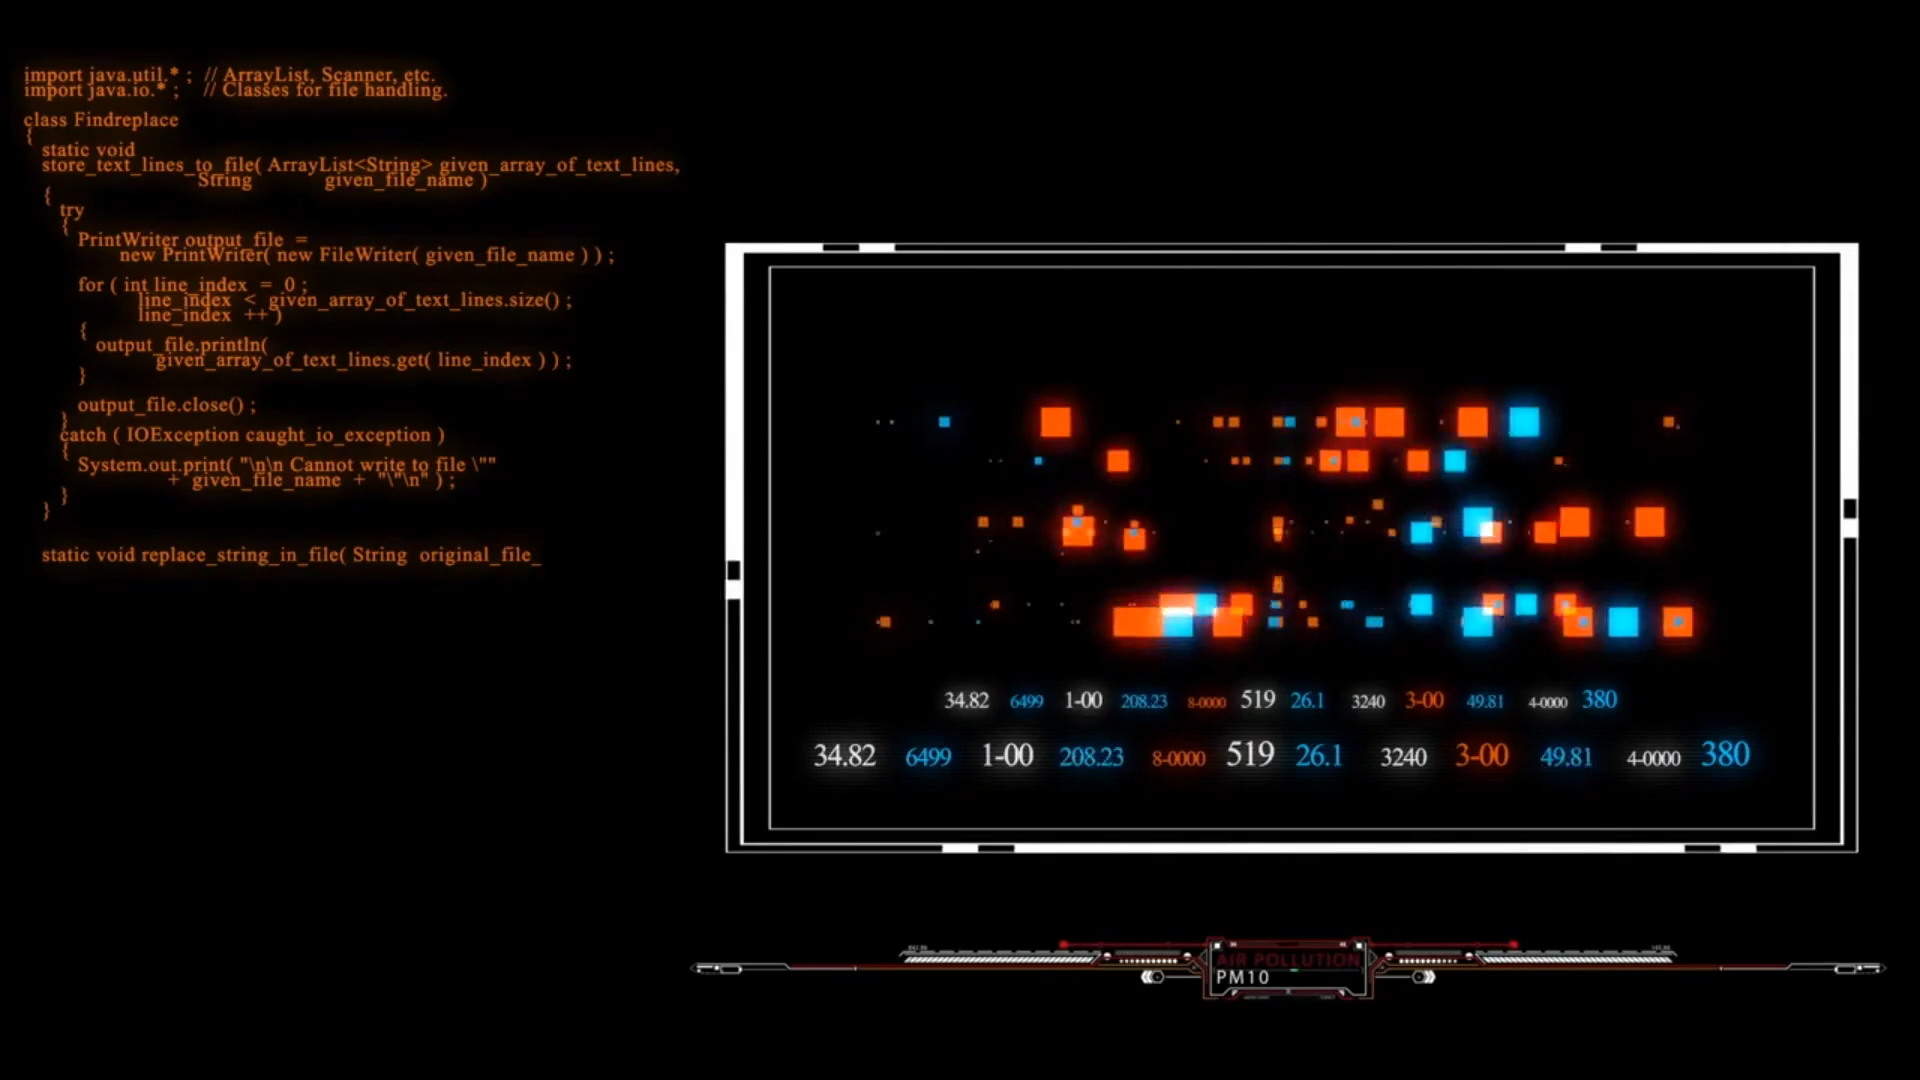 import java.util.* ;  // ArrayList, Scanner, etc.
import java.io.* ;    // Classes for file handling.
class Findreplace
{
static void
store_text_lines_to_file( ArrayList<String> given_array_of_text_lines,
String given_file_name )
{
try
{
PrintWriter output_file =
new PrintWriter( new FileWriter( given_file_name ) ) ;
for ( int line_index = 0 ;
line_index < given_array_of_text_lines.size() ;
line_index ++ )
{
output_file.println(
given_array_of_text_lines.get( line_index ) ) ;
}
output_file.close() ;
}
catch ( IOException caught_io_exception )
{
System.out.print( "\n\n Cannot write to file \""
+ given_file_name + "\"\n" ) ;
}
}
static void replace_string_in_file( String original_file_
34.82 6499 1-00 208.23 8-0000 519 26.1 3240 3-00 49.81 4-0000 380
34.82 6499 1-00 208.23 8-0000 519 26.1 3240 3-00 49.81 4-0000 380
AIR POLLUTION
PM10